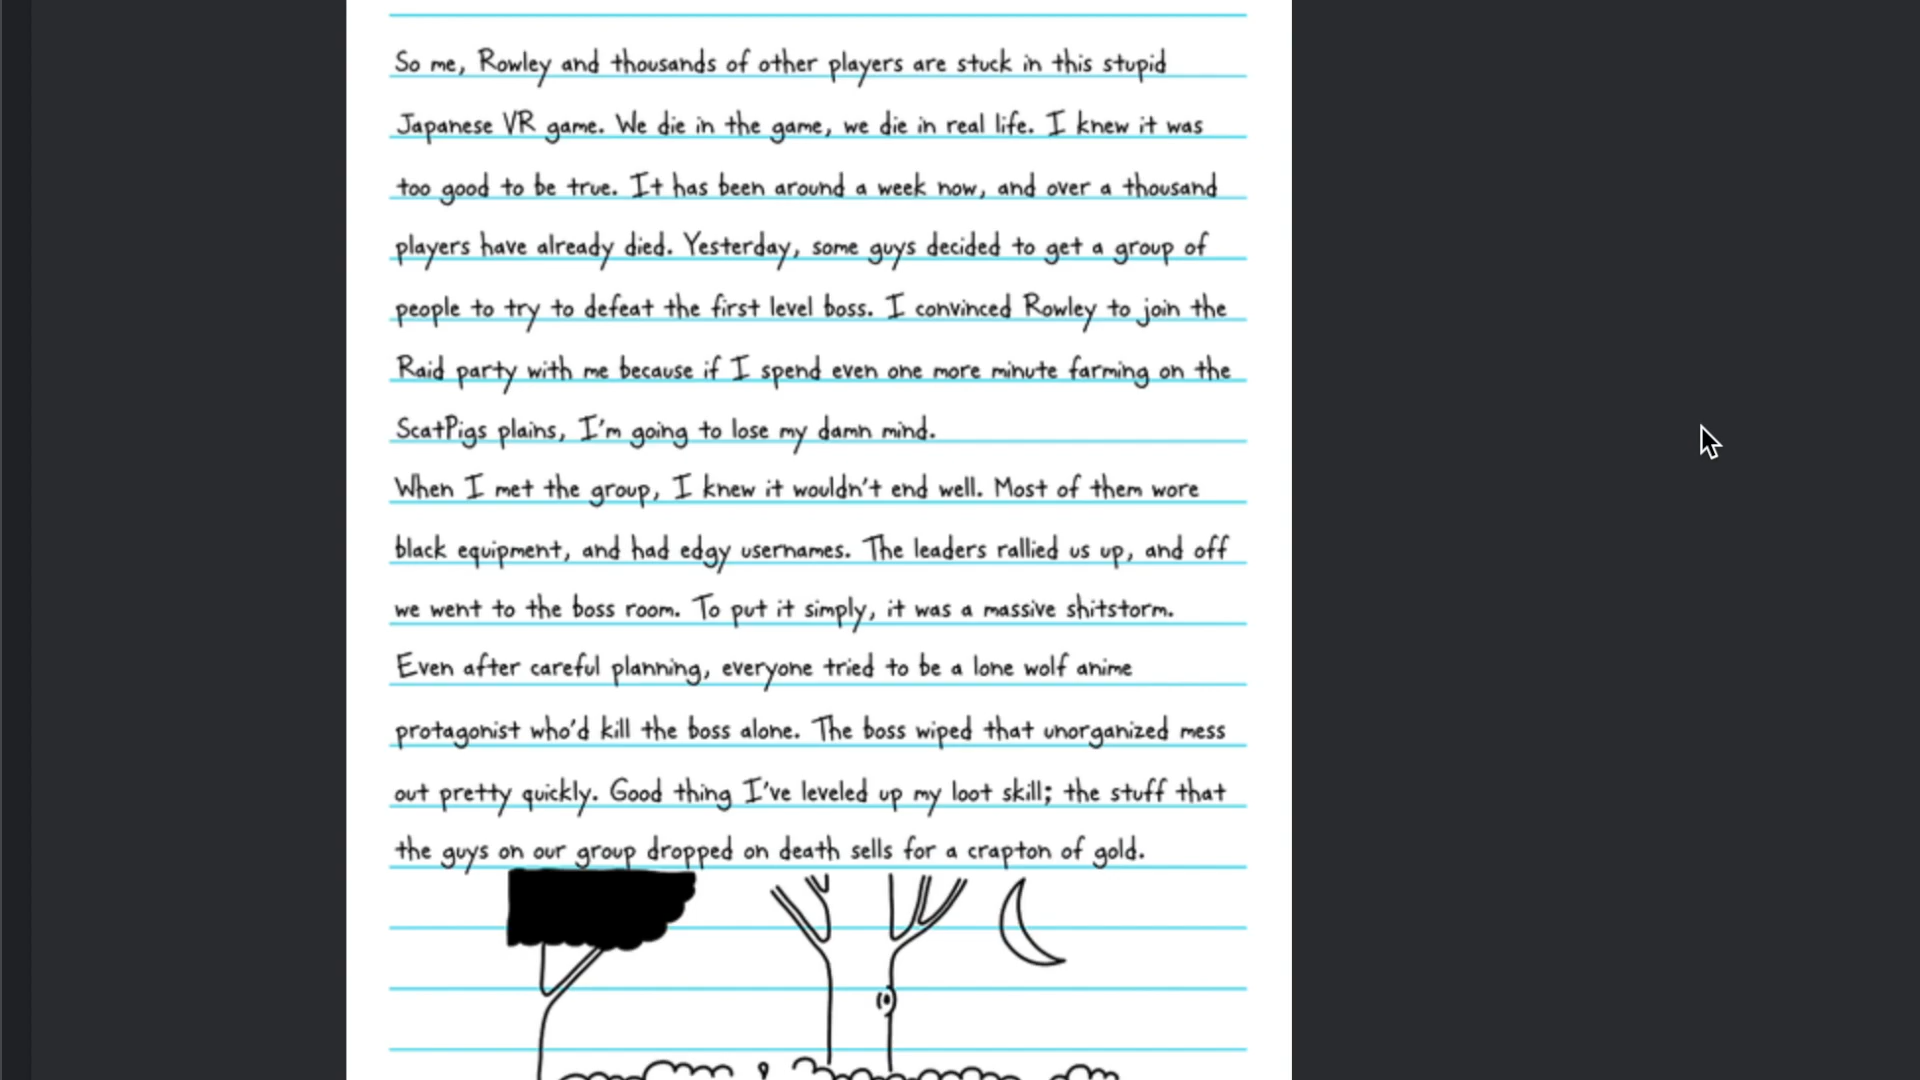 So me, Rowley and thousands of other players are stuck in this stupid
Japanese VR game. We die in the game, we die in real life. I knew it was
too good to be true. It has been around a week now, and over a thousand
players have already died. Yesterday, some guys decided to get a group of
people to try to defeat the first level boss. I convinced Rowley to join the
Raid party with me because if I spend even one more minute farming on the
ScatPigs plains, I'm going to lose my damn mind.
When I met the group, I knew it wouldn't end well. Most of them wore
black equipment, and had edgy usernames. The leaders rallied us up, and off
we went to the boss room. To put it simply, it was a massive shitstorm.
Even after careful planning, everyone tried to be a lone wolf anime
protagonist who'd kill the boss alone. The boss wiped that unorganized mess
out pretty quickly. Good thing I've leveled up my loot skill; the stuff that
the guys on our group dropped on death sells for a crapton of gold.